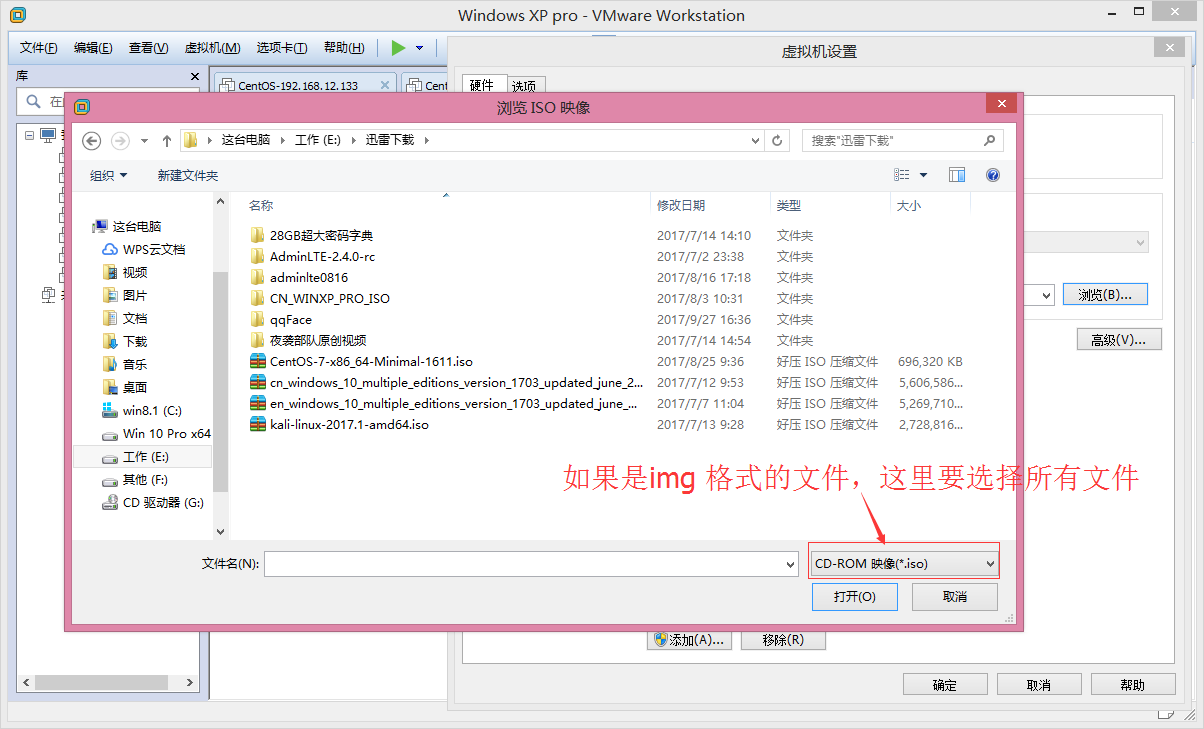 Windows XP pro - VMware Workstation
文件(F) 编辑(E) 查看(V) 虚拟机(M) 选项卡(T) 帮助(H)
虚拟机设置
库
CentOS-192.168.12.133
Cent
硬件 选项
在
浏览 ISO 映像
这台电脑 工作 (E:) 迅雷下载
搜索"迅雷下载"
组织 新建文件夹
名称 修改日期 类型 大小
这台电脑
WPS云文档
视频
图片
文档
下载
音乐
桌面
win8.1 (C:)
Win 10 Pro x64
工作 (E:)
其他 (F:)
CD 驱动器 (G:)
28GB超大密码字典 2017/7/14 14:10 文件夹
AdminLTE-2.4.0-rc 2017/7/2 23:38 文件夹
adminlte0816 2017/8/16 17:18 文件夹
CN_WINXP_PRO_ISO 2017/8/3 10:31 文件夹
qqFace 2017/9/27 16:36 文件夹
夜袭部队原创视频 2017/7/14 14:54 文件夹
CentOS-7-x86_64-Minimal-1611.iso 2017/8/25 9:36 好压 ISO 压缩文件 696,320 KB
cn_windows_10_multiple_editions_version_1703_updated_june_2... 2017/7/12 9:53 好压 ISO 压缩文件 5,606,586...
en_windows_10_multiple_editions_version_1703_updated_june_... 2017/7/7 11:04 好压 ISO 压缩文件 5,269,710...
kali-linux-2017.1-amd64.iso 2017/7/13 9:28 好压 ISO 压缩文件 2,728,816...
浏览(B)...
高级(V)...
如果是img 格式的文件，这里要选择所有文件
文件名(N): CD-ROM 映像(*.iso)
打开(O) 取消
添加(A)... 移除(R)
确定 取消 帮助